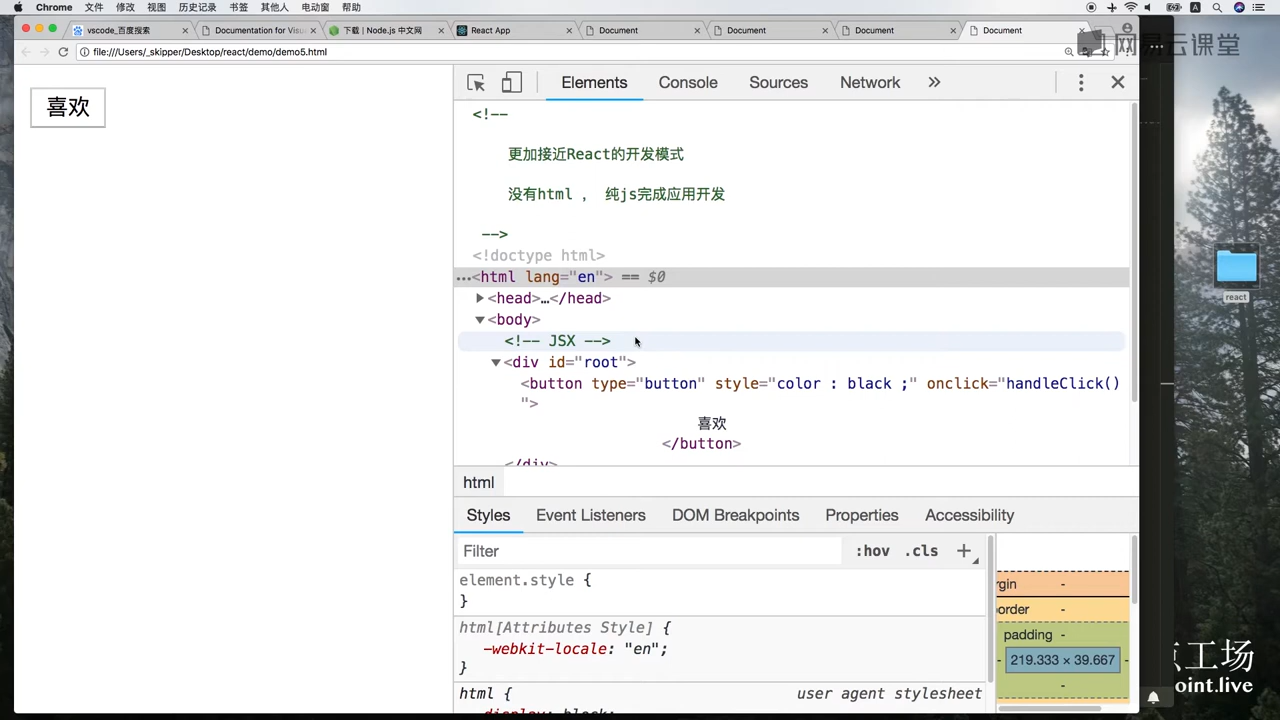 Chrome 文件 修改 视图 历史记录 书签 其他人 电动窗 帮助
vscode_百度搜索 Documentation for Visu 下载 | Node.js 中文网 React App Document Document Document Document
file:///Users/_skipper/Desktop/react/demo/demo5.html
网易云课堂
喜欢
Elements Console Sources Network »
<!--
更加接近React的开发模式
没有html ， 纯js完成应用开发
-->
<!doctype html>
…<html lang="en"> == $0
<head>…</head>
<body>
<!-- JSX -->
<div id="root">
<button type="button" style="color : black ;" onclick="handleClick()
">
喜欢
</button>
</div>
react
html
Styles Event Listeners DOM Breakpoints Properties Accessibility
Filter :hov .cls +
element.style {
}
html[Attributes Style] {
-webkit-locale: "en";
}
html { user agent stylesheet
display: block;
rgin -
order -
padding -
- 219.333 × 39.667 -
-
工场
oint.live